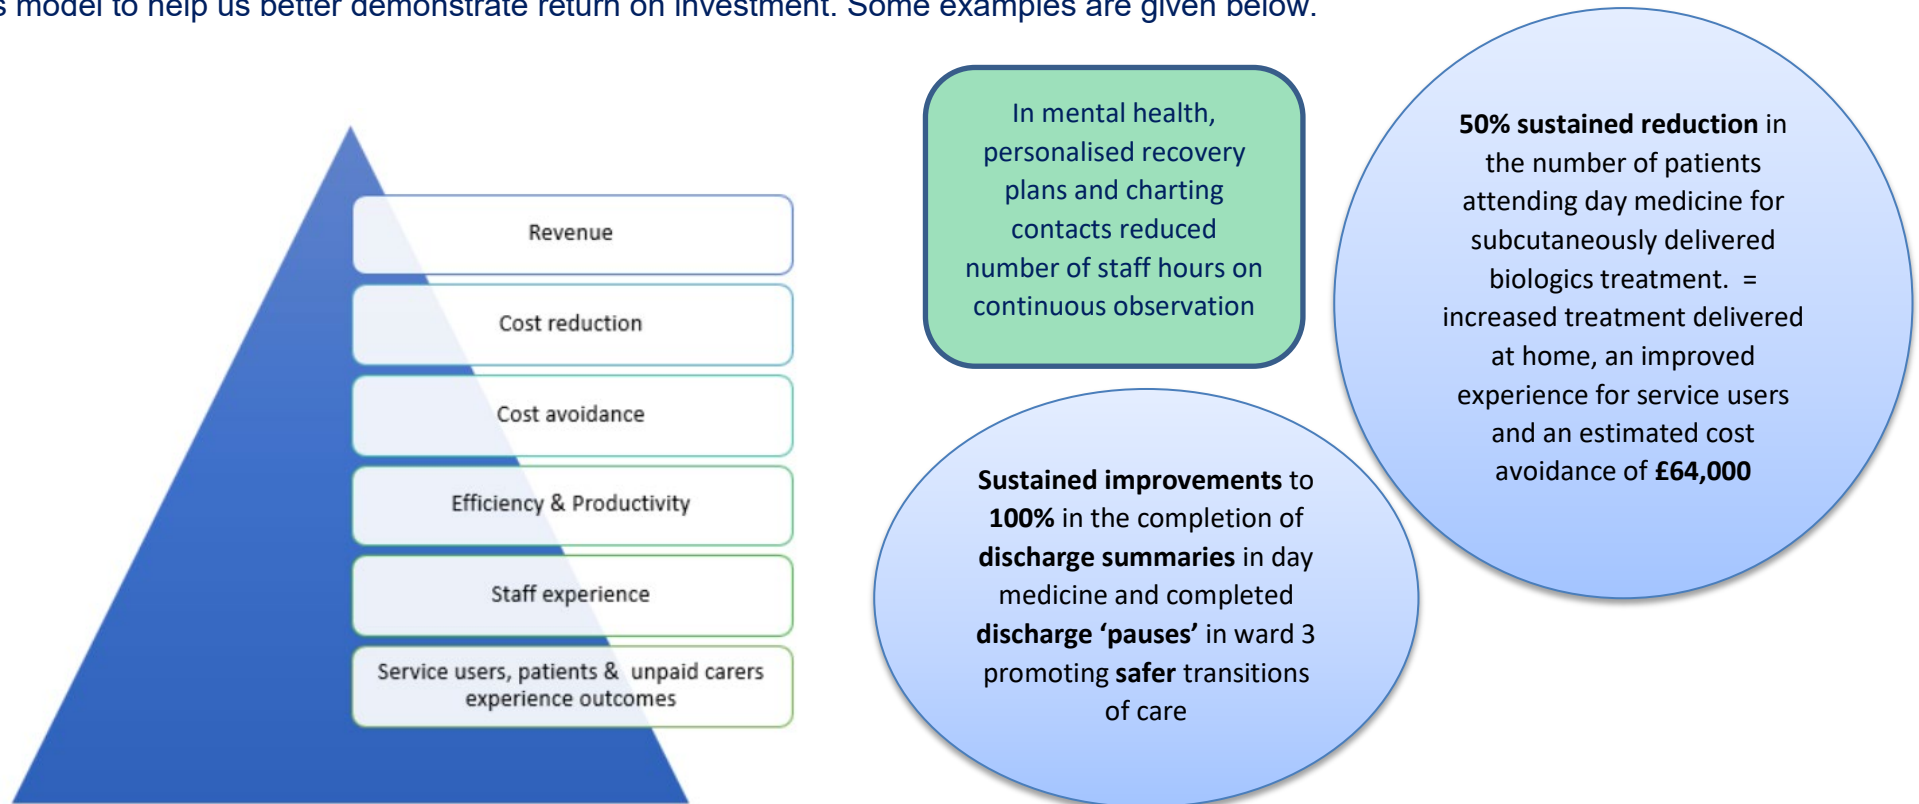 s model to help us better demonstrate return on investment. Some examples are given below.
Revenue
Cost reduction
Cost avoidance
Efficiency & Productivity
Staff experience
Service users, patients & unpaid carers
experience outcomes
In mental health,
personalised recovery
plans and charting
contacts reduced
number of staff hours on
continuous observation
50% sustained reduction in
the number of patients
attending day medicine for
subcutaneously delivered
biologics treatment. =
increased treatment delivered
at home, an improved
experience for service users
and an estimated cost
avoidance of £64,000
Sustained improvements to
100% in the completion of
discharge summaries in day
medicine and completed
discharge ‘pauses’ in ward 3
promoting safer transitions
of care